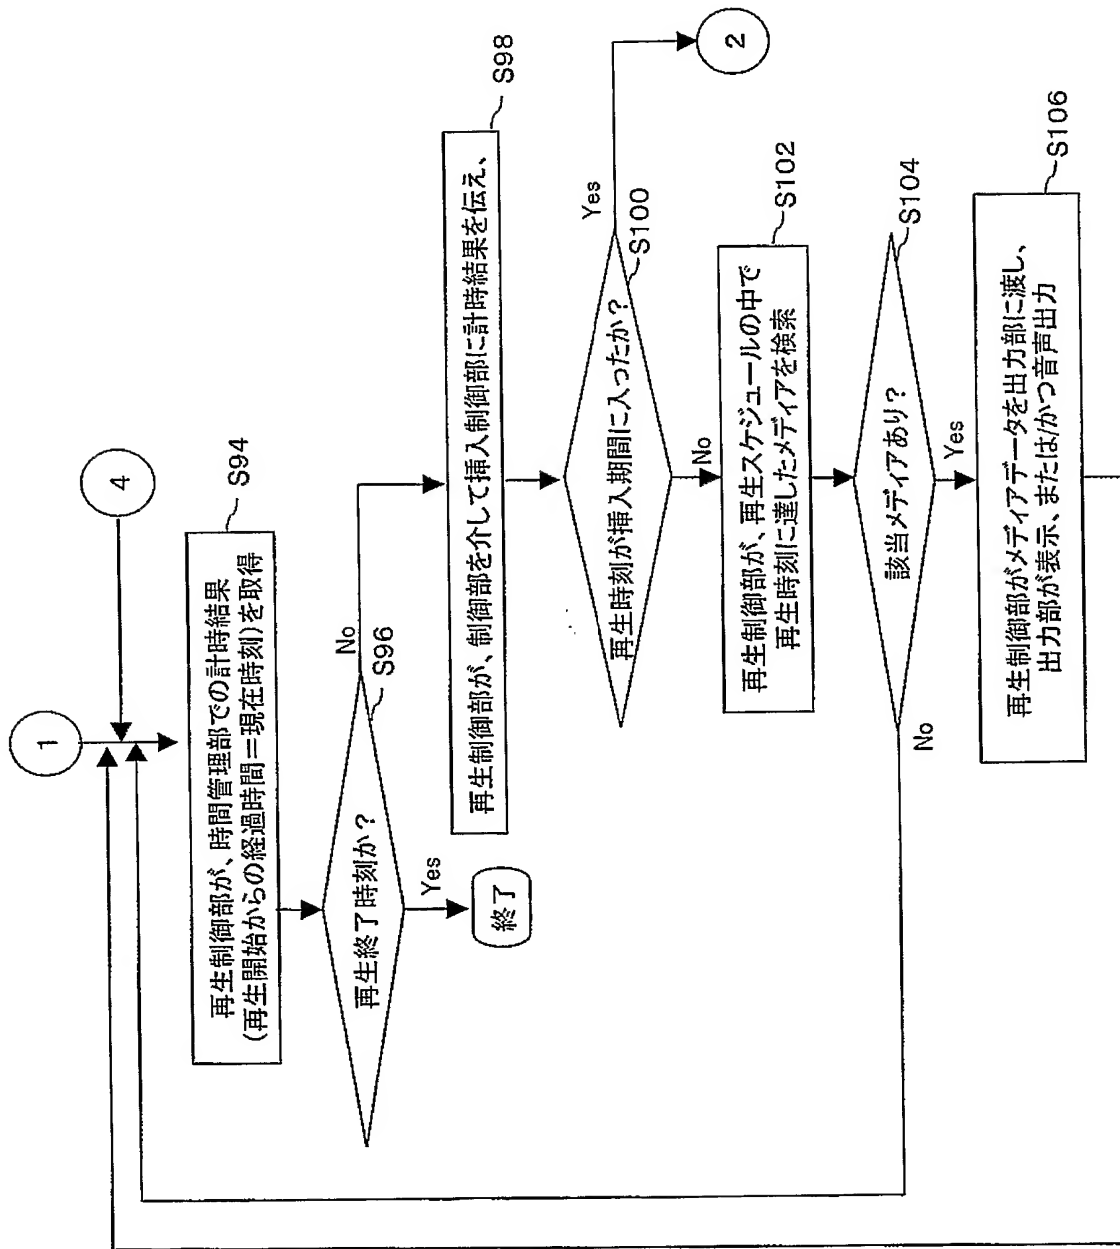 1
4
再生制御部が、時間管理部での計時結果
(再生開始からの経過時間=現在時刻)を取得
S94
再生終了時刻か?
S96
No
Yes
終了
再生制御部が、制御部を介して挿入制御部に計時結果を伝え、
S98
再生時刻が挿入期間に入ったか?
S100
Yes
2
No
再生制御部が、再生スケジュールの中で
再生時刻に達したメディアを検索
S102
該当メディアあり?
S104
No
Yes
再生制御部がメディアデータを出力部に渡し、
出力部が表示、または/かつ音声出力
S106